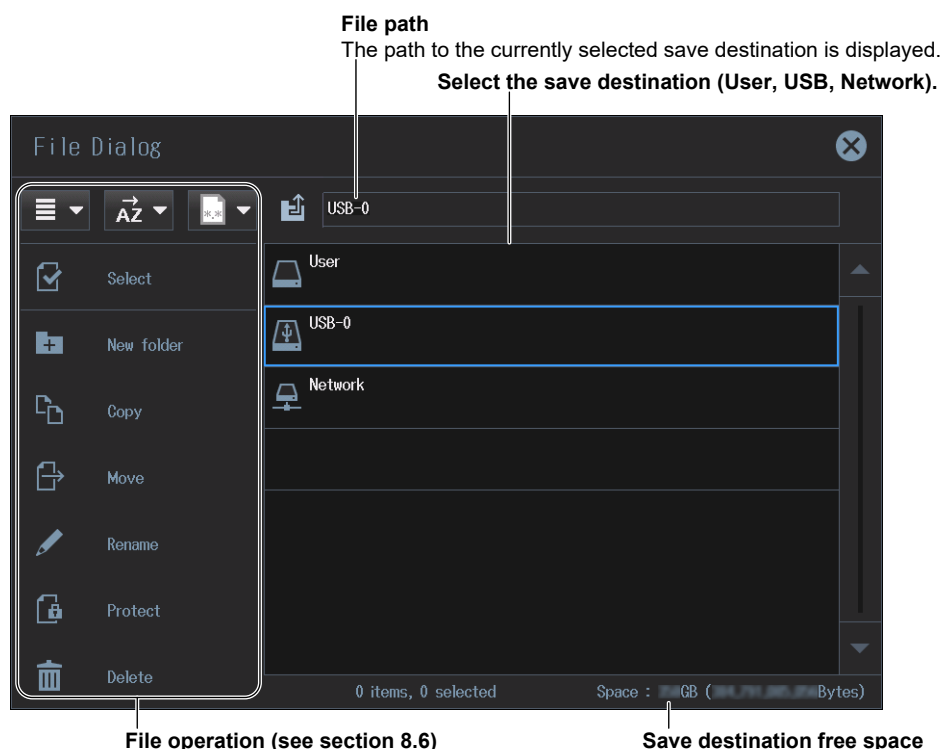 File path
The path to the currently selected save destination is displayed.
Select the save destination (User, USB, Network).
File Dialog
AZ
*.*
USB-0
Select
New folder
Copy
Move
Rename
Protect
Delete
User
USB-0
Network
0 items, 0 selected
Space : GB ( Bytes)
File operation (see section 8.6)
Save destination free space